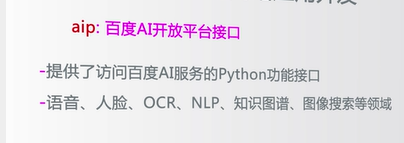 aip: 百度AI开放平台接口
-提供了访问百度AI服务的Python功能接口
-语音、人脸、OCR、NLP、知识图谱、图像搜索等领域